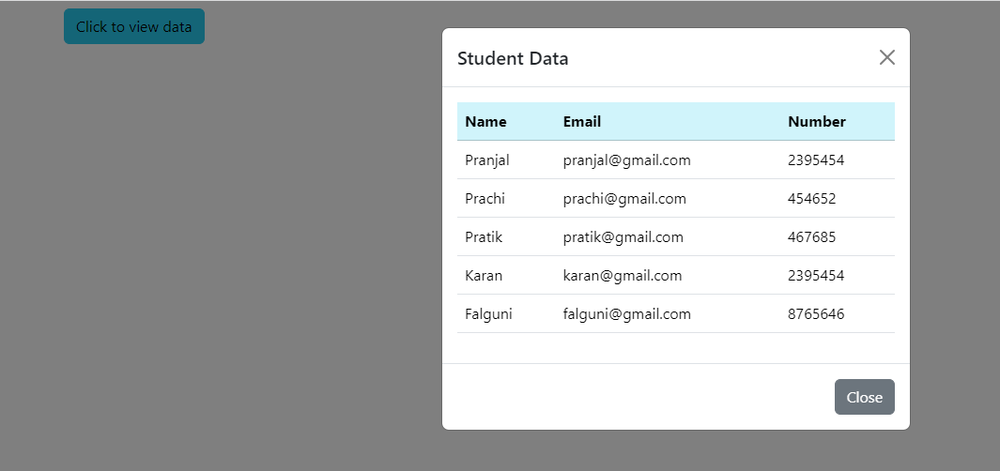 Click to view data
Student Data
Name Email Number
Pranjal pranjal@gmail.com 2395454
Prachi prachi@gmail.com 454652
Pratik pratik@gmail.com 467685
Karan karan@gmail.com 2395454
Falguni falguni@gmail.com 8765646
Close